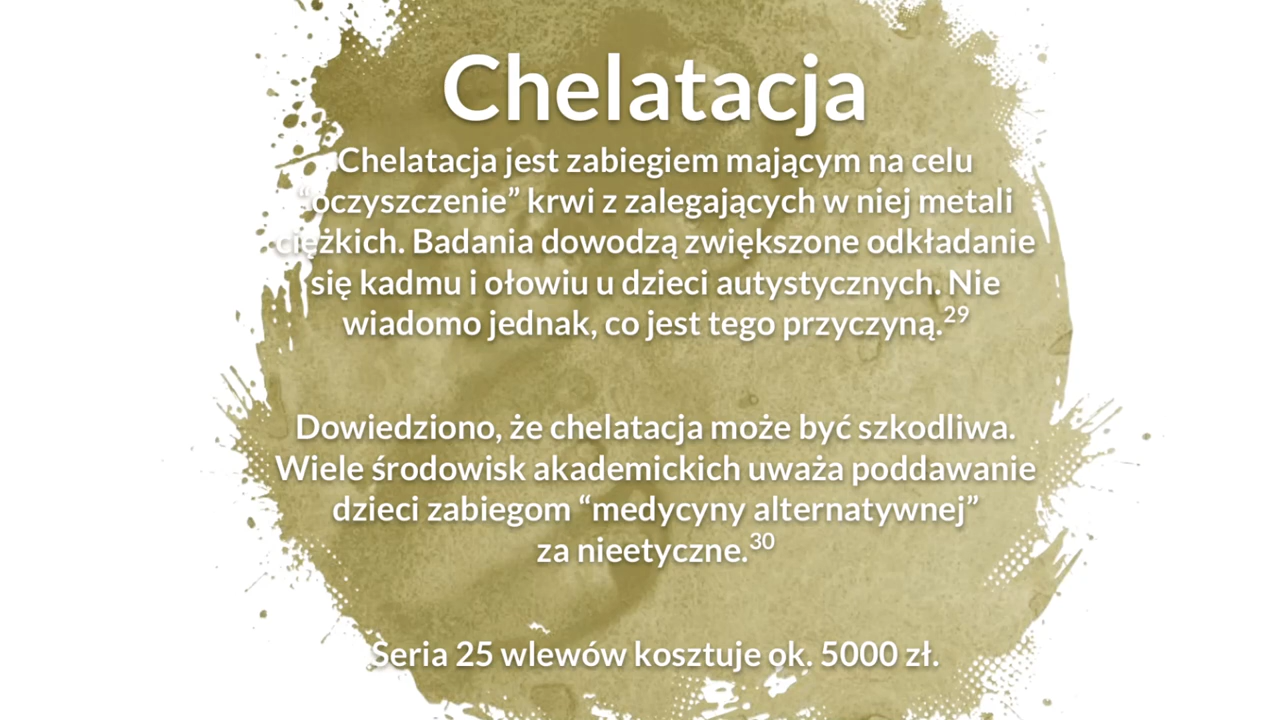 Chelatacja
Chelatacja jest zabiegiem mającym na celu
“oczyszczenie” krwi z zalegających w niej metali
ciężkich. Badania dowodzą zwiększone odkładanie
się kadmu i ołowiu u dzieci autystycznych. Nie
wiadomo jednak, co jest tego przyczyną.29
Dowiedziono, że chelatacja może być szkodliwa.
Wiele środowisk akademickich uważa poddawanie
dzieci zabiegom “medycyny alternatywnej”
za nieetyczne.30
Seria 25 wlewów kosztuje ok. 5000 zł.